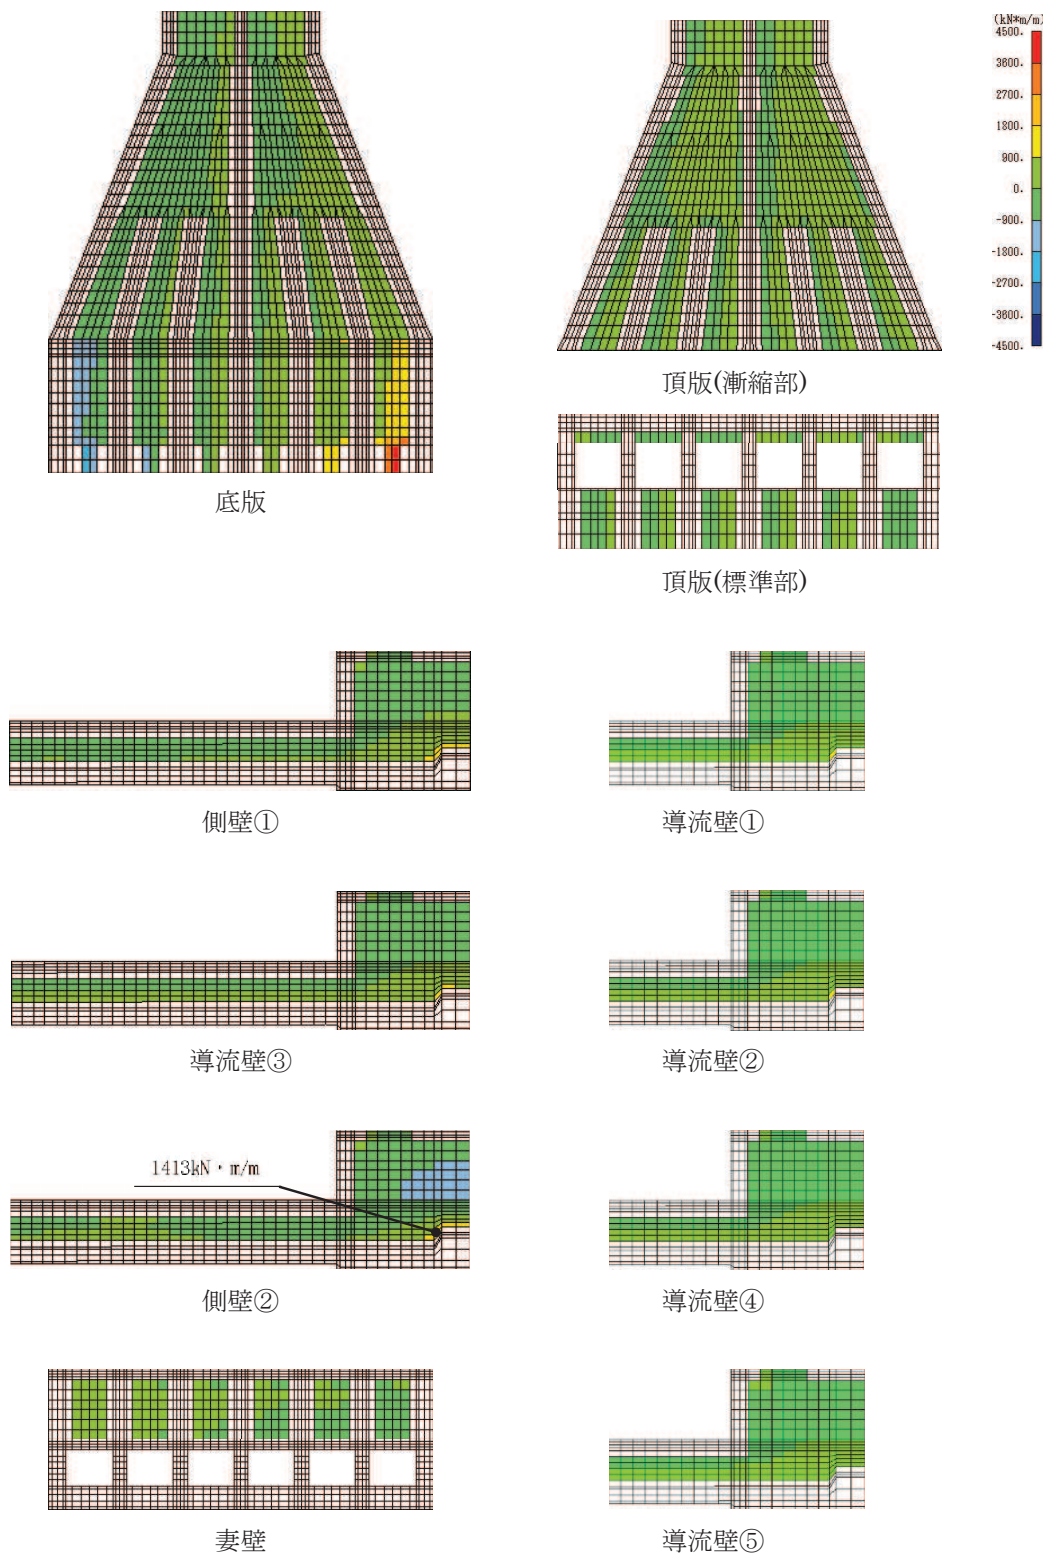 (kN*m/m)
4500.
3600.
2700.
1800.
900.
0.
-900.
-1800.
-2700.
-3600.
-4500.
頂版(漸縮部)
底版
頂版(標準部)
側壁①
導流壁①
導流壁③
導流壁②
1413kN・m/m
側壁②
導流壁④
妻壁
導流壁⑤